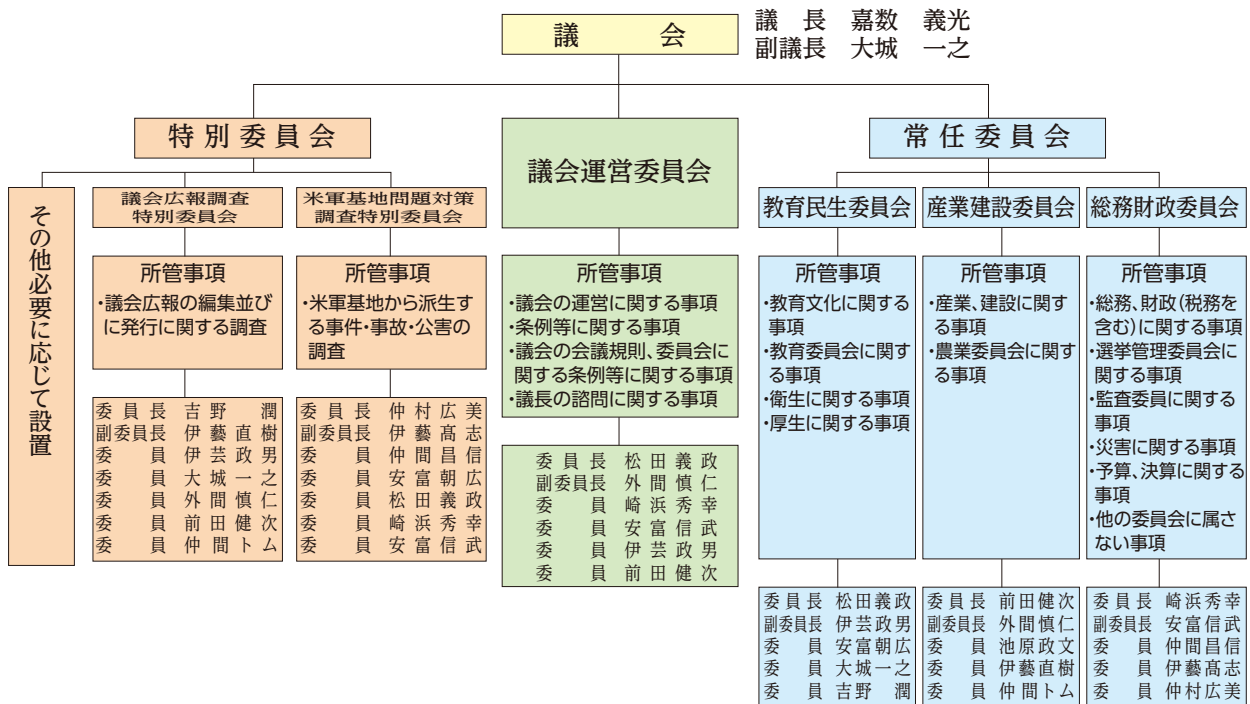 議会
議長 嘉数 義光
副議長 大城 一之
特別委員会
その他必要に応じて設置
議会広報調査
特別委員会
所管事項
・議会広報の編集並び
に発行に関する調査
委員長 吉野 潤
副委員長 伊藝直樹
委員 伊芸政男
委員 大城一之
委員 外間慎仁
委員 前田健次
委員 仲間トム
米軍基地問題対策
調査特別委員会
所管事項
・米軍基地から派生す
る事件・事故・公害の
調査
委員長 仲村広美
副委員長 伊藝髙志
委員 仲間昌信
委員 安富朝広
委員 松田義政
委員 崎浜秀幸
委員 安富信武
議会運営委員会
所管事項
・議会の運営に関する事項
・条例等に関する事項
・議会の会議規則、委員会に
関する条例等に関する事項
・議長の諮問に関する事項
委員長 松田義政
副委員長 外間慎仁
委員 崎浜秀幸
委員 安富信武
委員 伊芸政男
委員 前田健次
常任委員会
教育民生委員会
所管事項
・教育文化に関する
事項
・教育委員会に関す
る事項
・衛生に関する事項
・厚生に関する事項
委員長 松田義政
副委員長 伊芸政男
委員 安富朝広
委員 大城一之
委員 吉野 潤
産業建設委員会
所管事項
・産業、建設に関す
る事項
・農業委員会に関す
る事項
委員長 前田健次
副委員長 外間慎仁
委員 池原政文
委員 伊藝直樹
委員 仲間トム
総務財政委員会
所管事項
・総務、財政(税務を
含む)に関する事項
・選挙管理委員会に
関する事項
・監査委員に関する
事項
・災害に関する事項
・予算、決算に関する
事項
・他の委員会に属さ
ない事項
委員長 崎浜秀幸
副委員長 安富信武
委員 仲間昌信
委員 伊藝髙志
委員 仲村広美